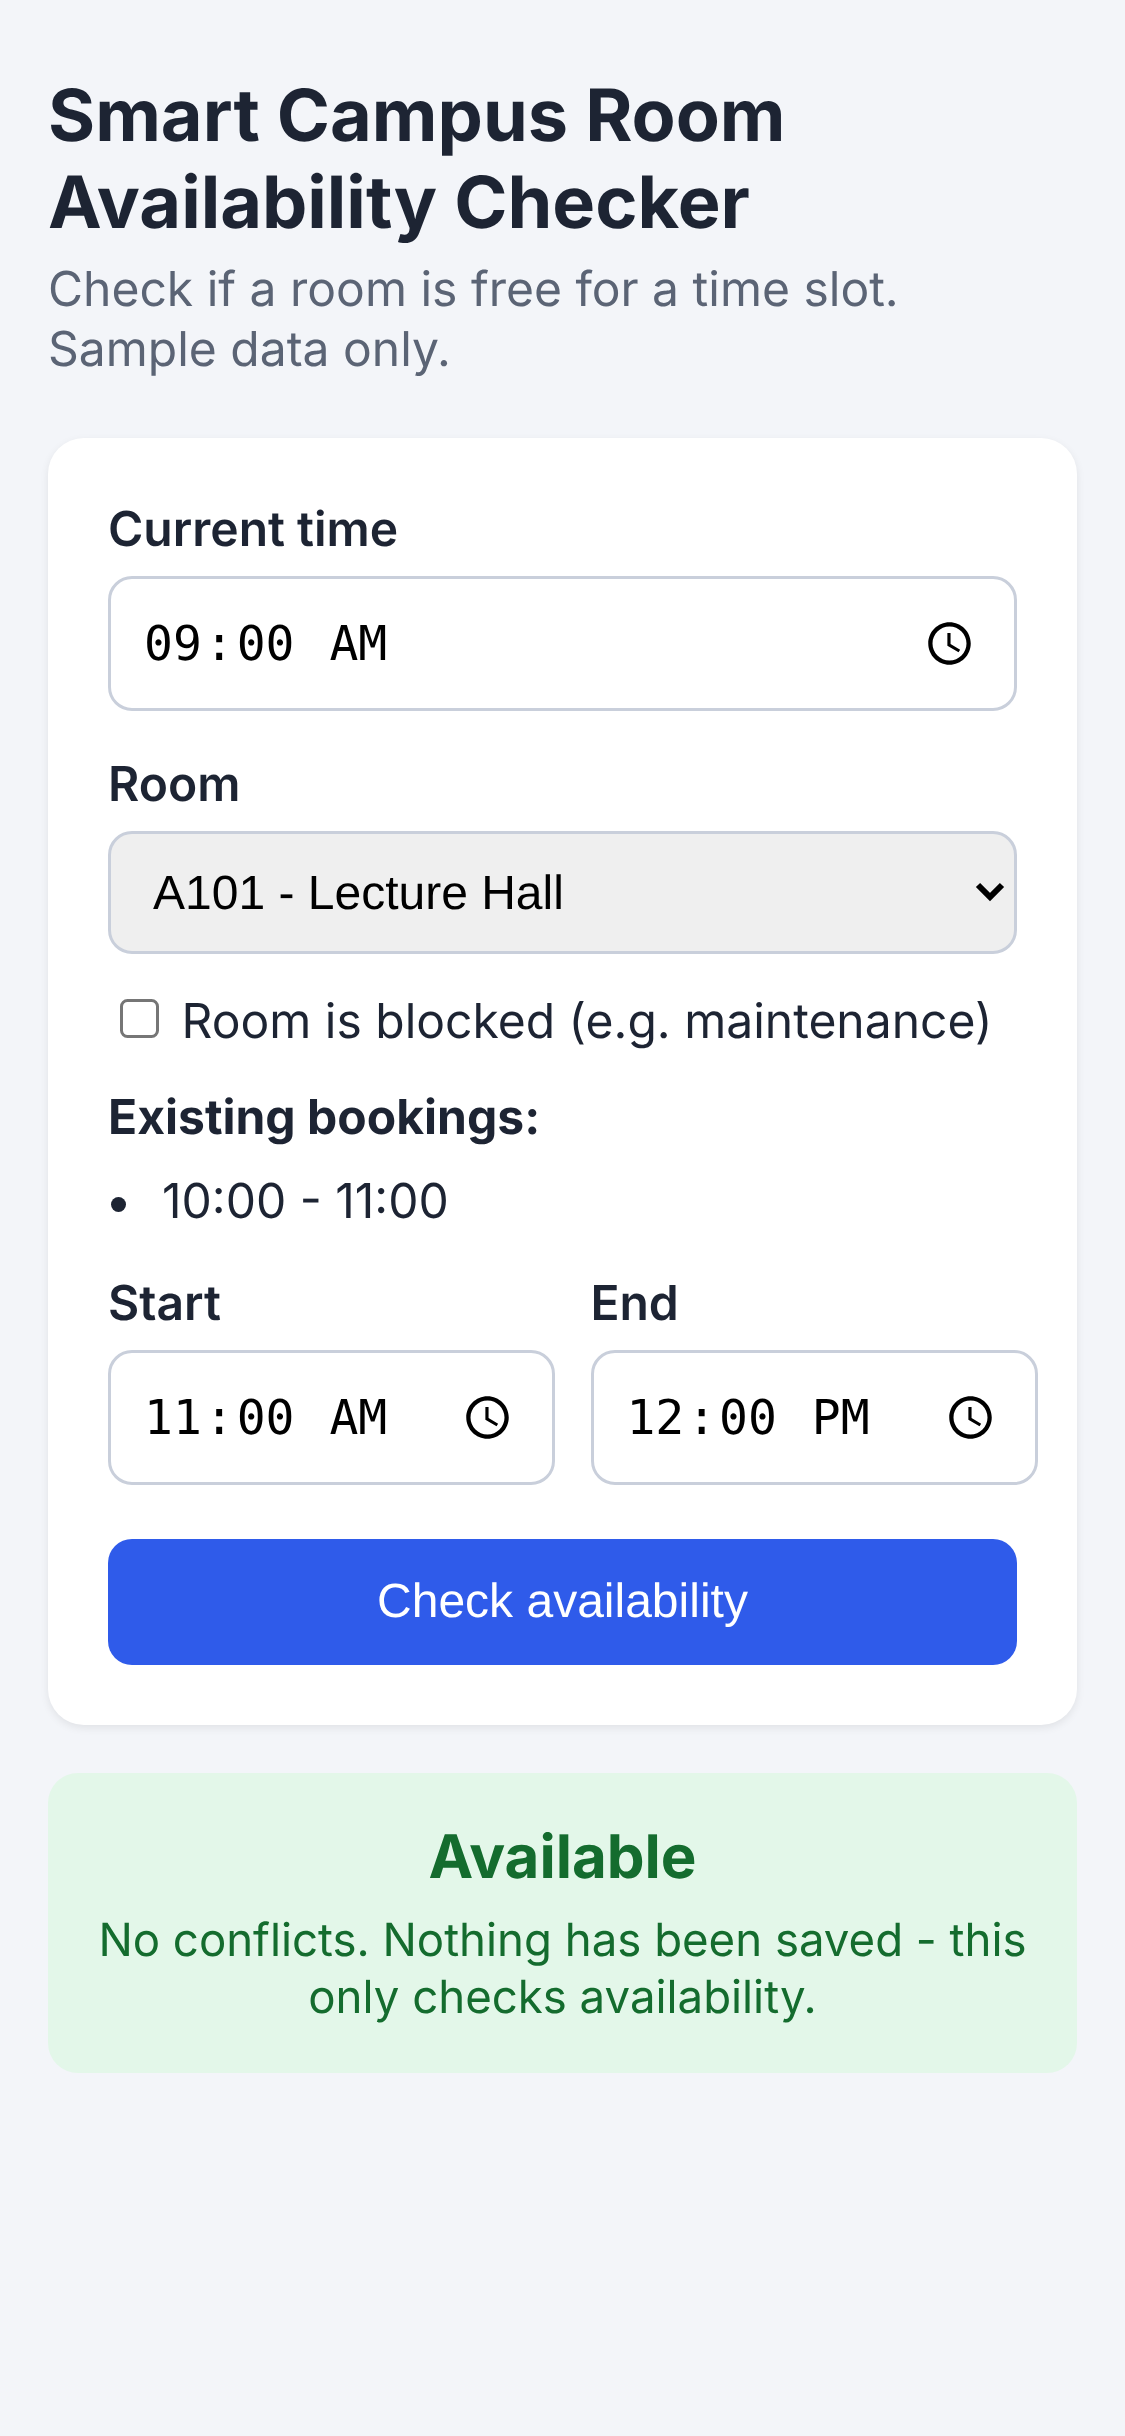 Smart Campus Room
Availability Checker
Check if a room is free for a time slot.
Sample data only.
Current time
09:00 AM
Room
A101 - Lecture Hall
Room is blocked (e.g. maintenance)
Existing bookings:
• 10:00 - 11:00
Start End
11:00 AM 12:00 PM
Check availability
Available
No conflicts. Nothing has been saved - this
only checks availability.